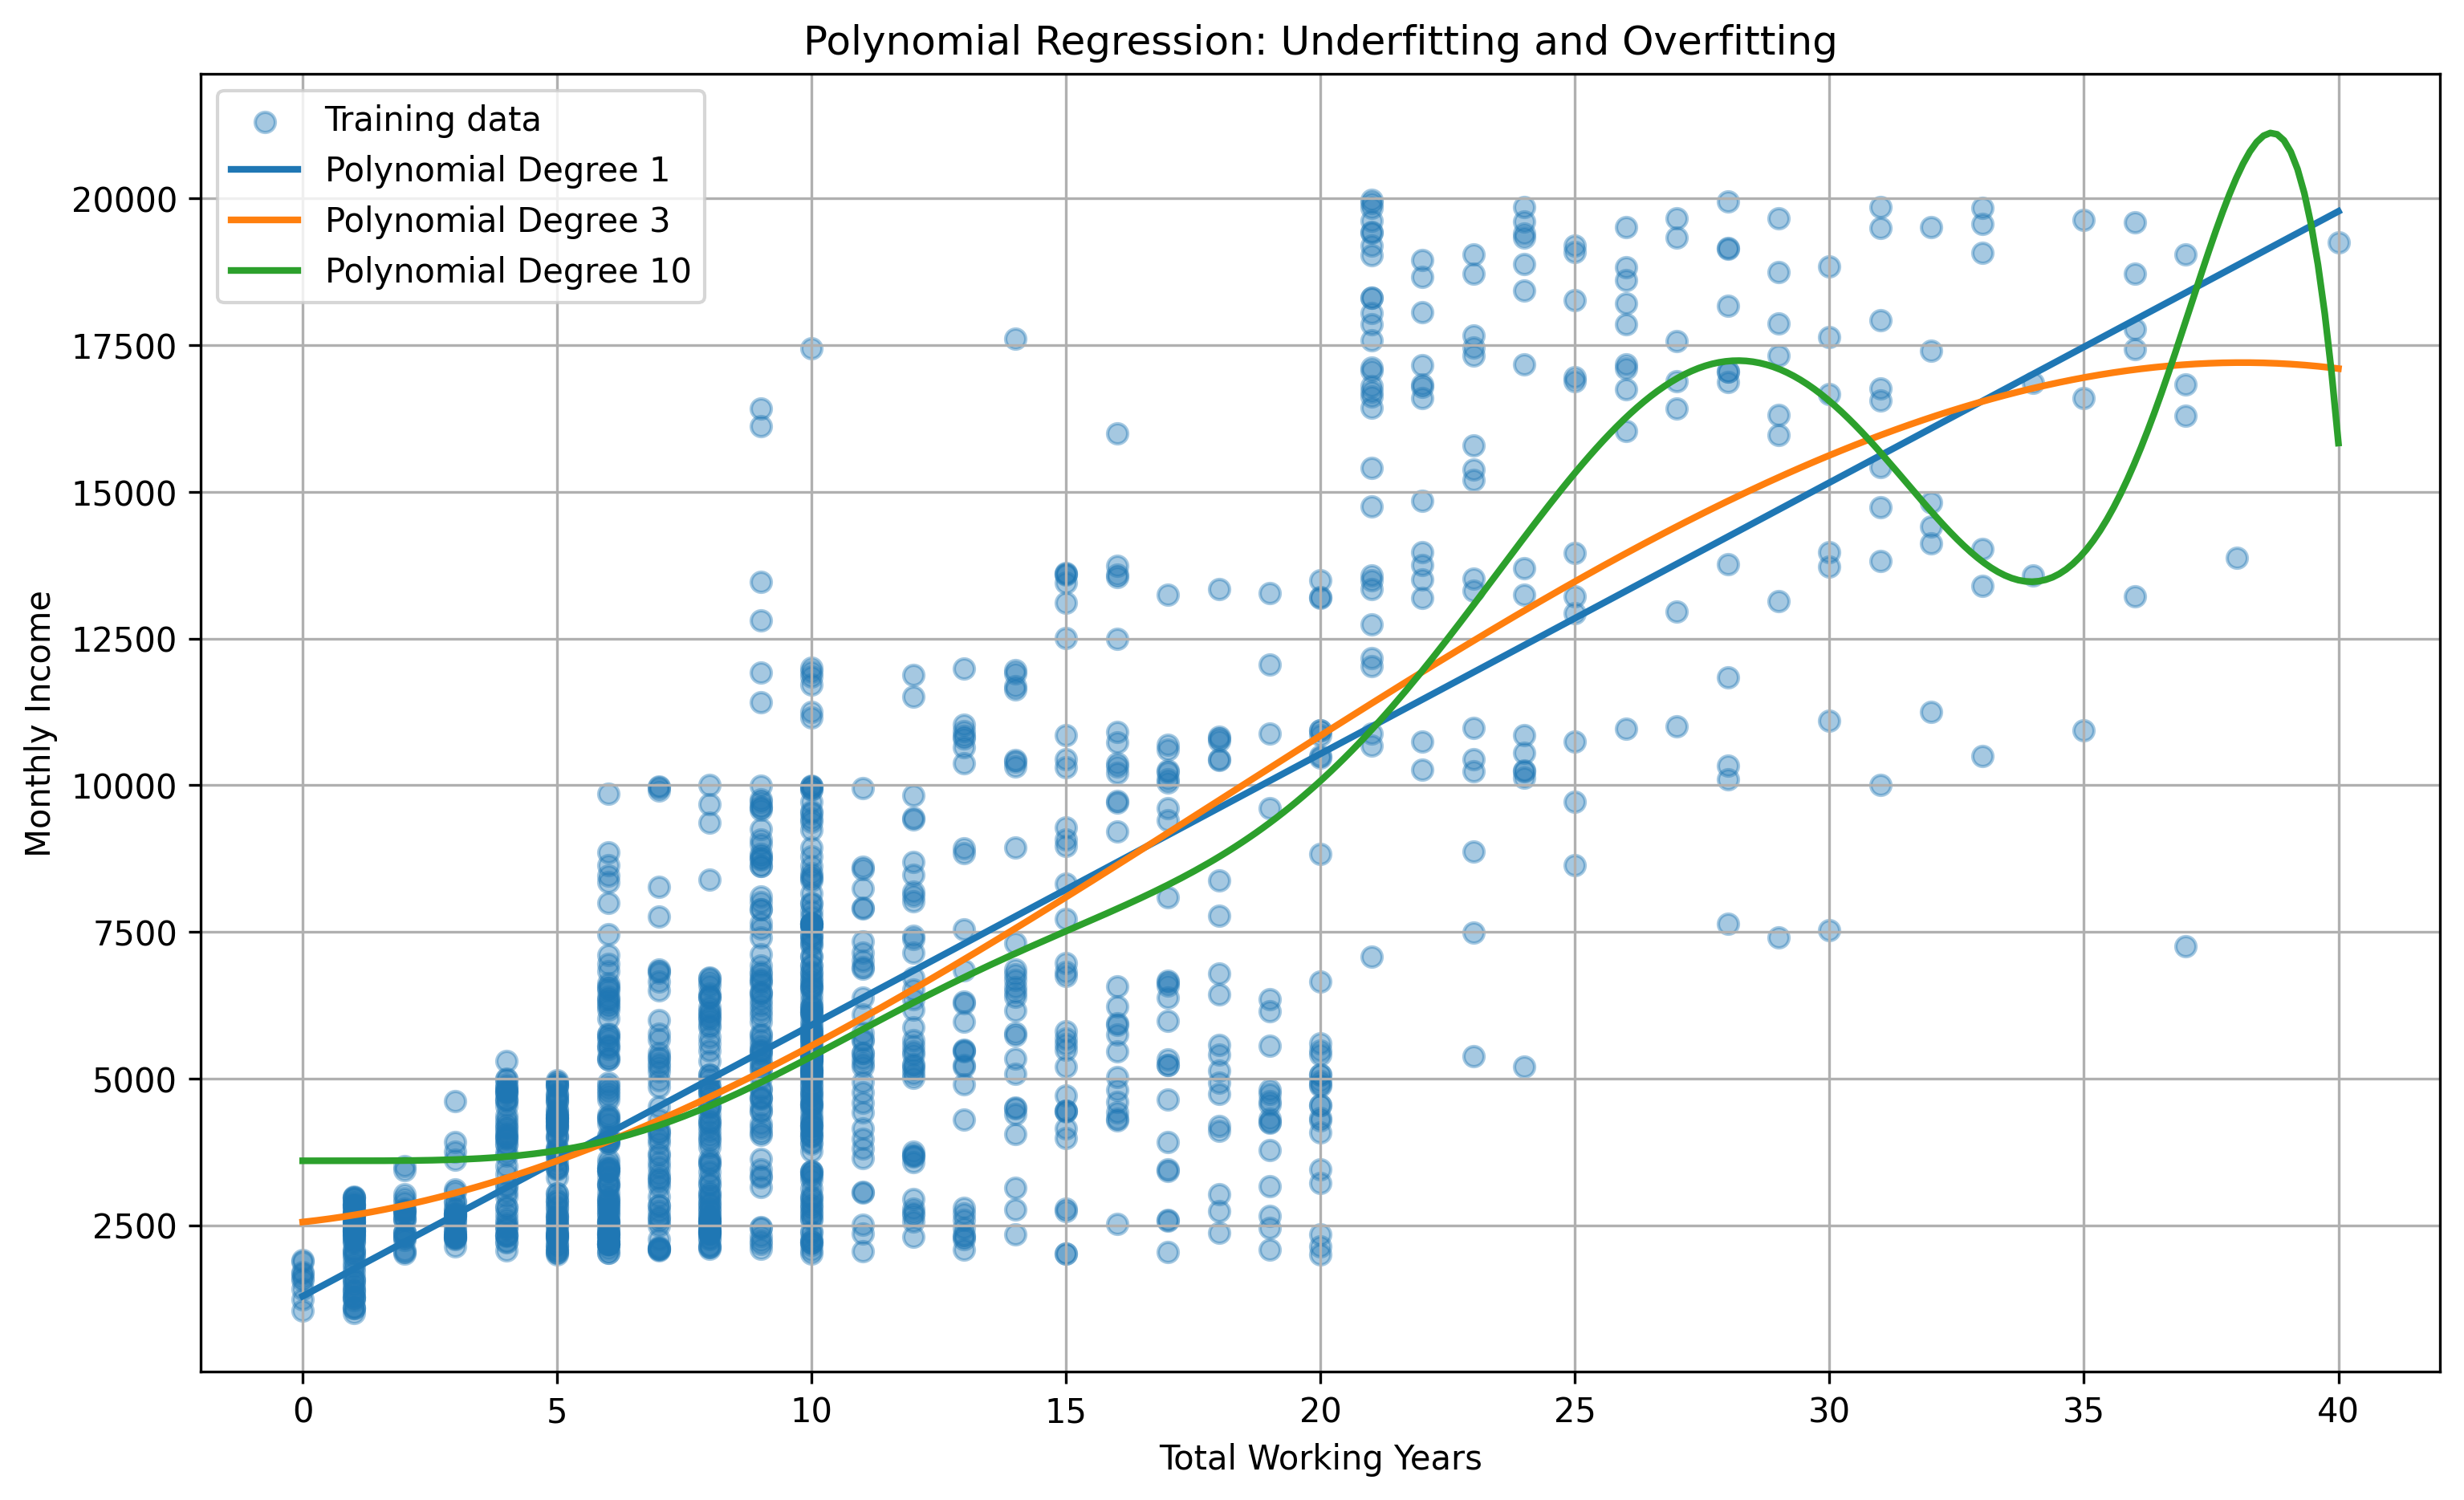 Polynomial Regression: Underfitting and Overfitting
Training data
Polynomial Degree 1
Polynomial Degree 3
Polynomial Degree 10
20000
17500
15000
12500
10000
7500
5000
2500
Monthly Income
0 5 10 15 20 25 30 35 40
Total Working Years